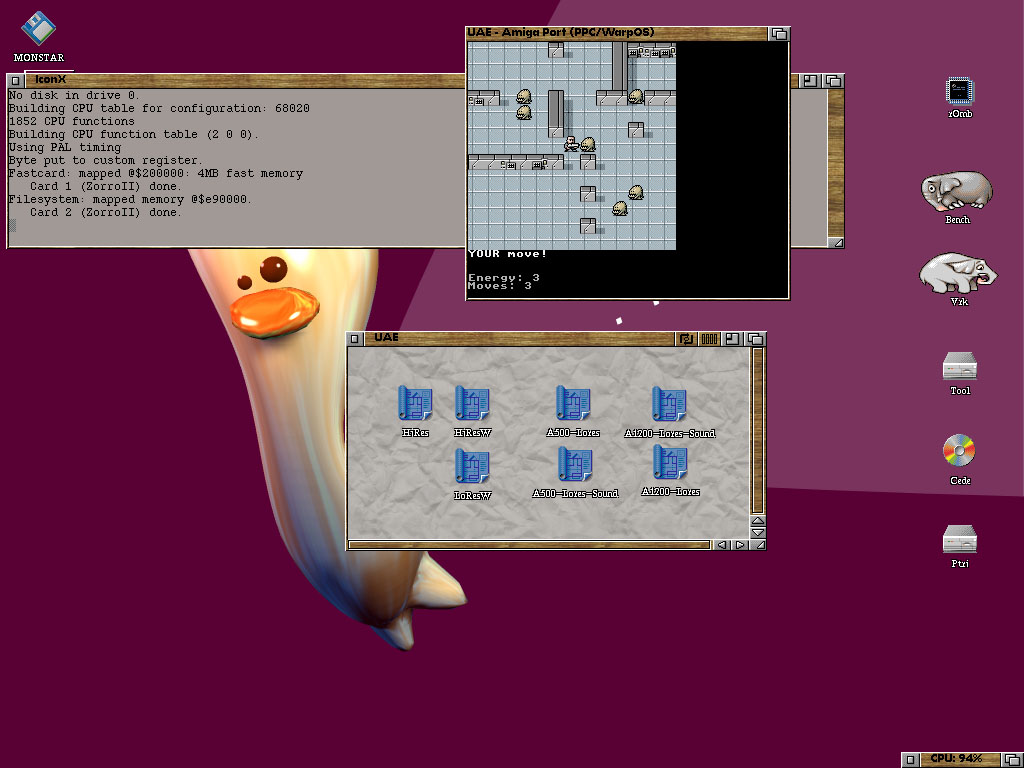 MONSTAR
IconX
No disk in drive 0.
Building CPU table for configuration: 68020
1852 CPU functions
Building CPU function table (2 0 0).
Using PAL timing
Byte put to custom register.
Fastcard: mapped @$200000: 4MB fast memory
Card 1 (ZorroII) done.
Filesystem: mapped memory @$e90000.
Card 2 (ZorroII) done.
UAE - Amiga Port (PPC/WarpOS)
YOUR move!
Energy: 3
Moves: 3
rOmb
Bench
Vrk
Tool
Cede
Ptri
UAE
HiRes
HiResW
A500-Lores
A1200-Lores-Sound
LoResW
A500-Lores-Sound
A1200-Lores
CPU: 94%